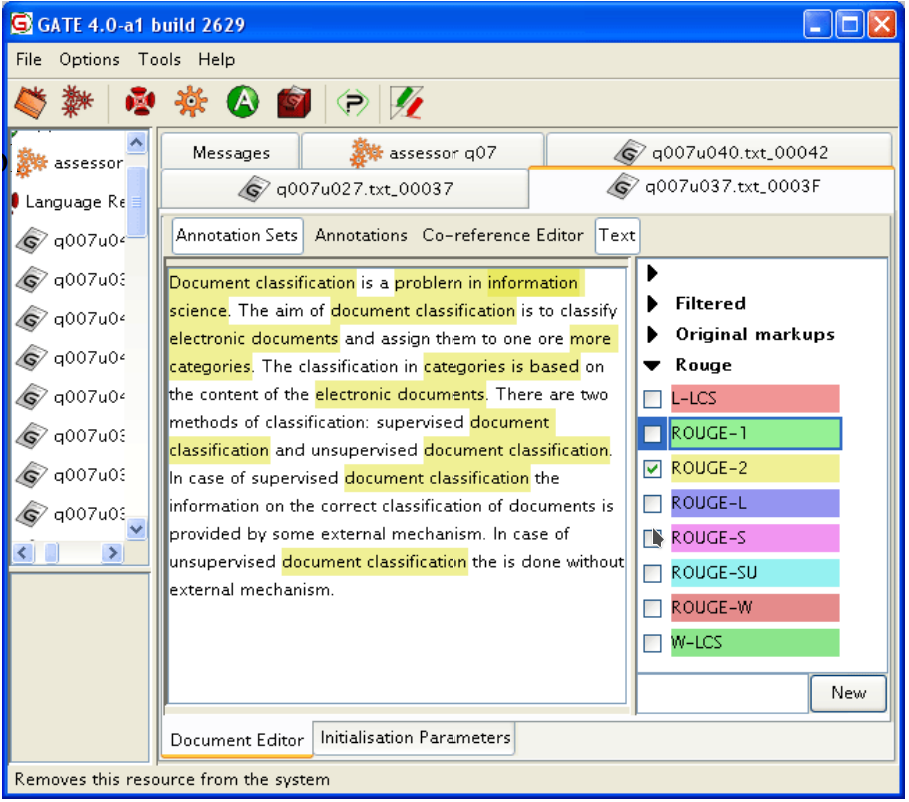 GATE 4.0-a1 build 2629
File Options Tools Help
Messages
assessor q07
q007u040.txt_00042
q007u027.txt_00037
q007u037.txt_0003F
assessor
Language Re
q007u04
q007u03
q007u04
q007u04
q007u04
q007u03
q007u03
q007u03
Annotation Sets Annotations Co-reference Editor Text
Document classification is a problem in information
science. The aim of document classification is to classify
electronic documents and assign them to one ore more
categories. The classification in categories is based on
the content of the electronic documents. There are two
methods of classification: supervised document
classification and unsupervised document classification.
In case of supervised document classification the
information on the correct classification of documents is
provided by some external mechanism. In case of
unsupervised document classification the is done without
external mechanism.
Filtered
Original markups
Rouge
L-LCS
ROUGE-1
ROUGE-2
ROUGE-L
ROUGE-S
ROUGE-SU
ROUGE-W
W-LCS
New
Document Editor Initialisation Parameters
Removes this resource from the system